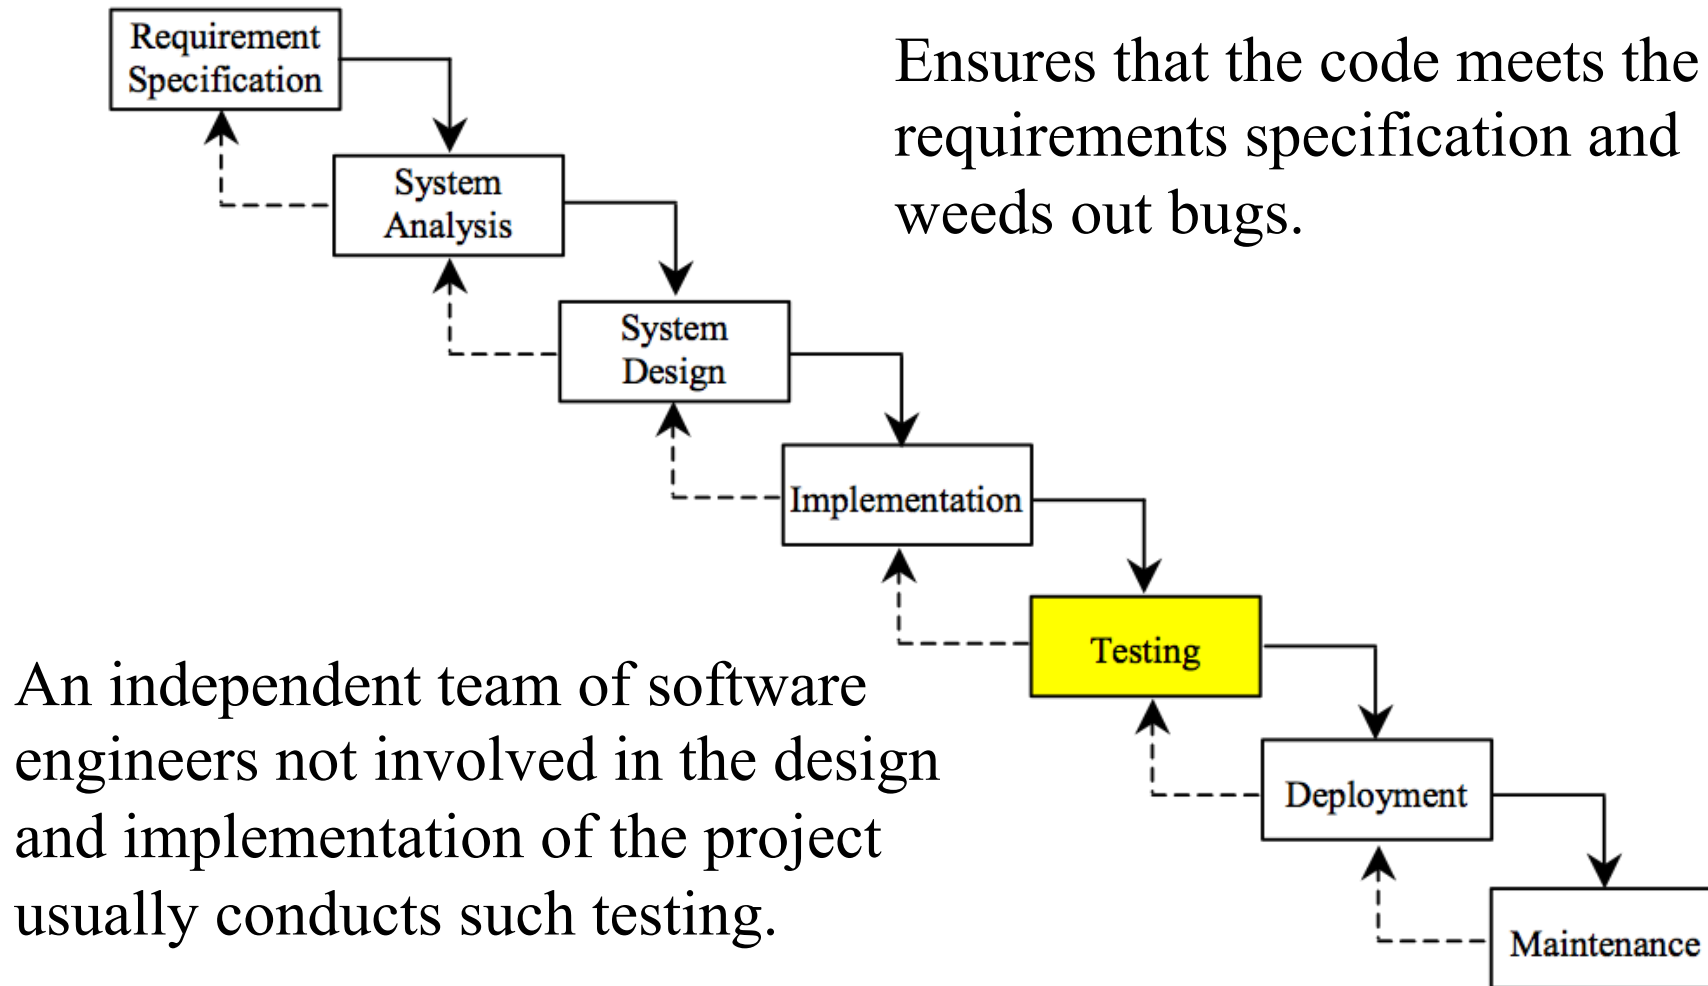 Requirement
Specification
Ensures that the code meets the
requirements specification and
weeds out bugs.
System
Analysis
System
Design
Implementation
Testing
An independent team of software
engineers not involved in the design
and implementation of the project
usually conducts such testing.
Deployment
Maintenance